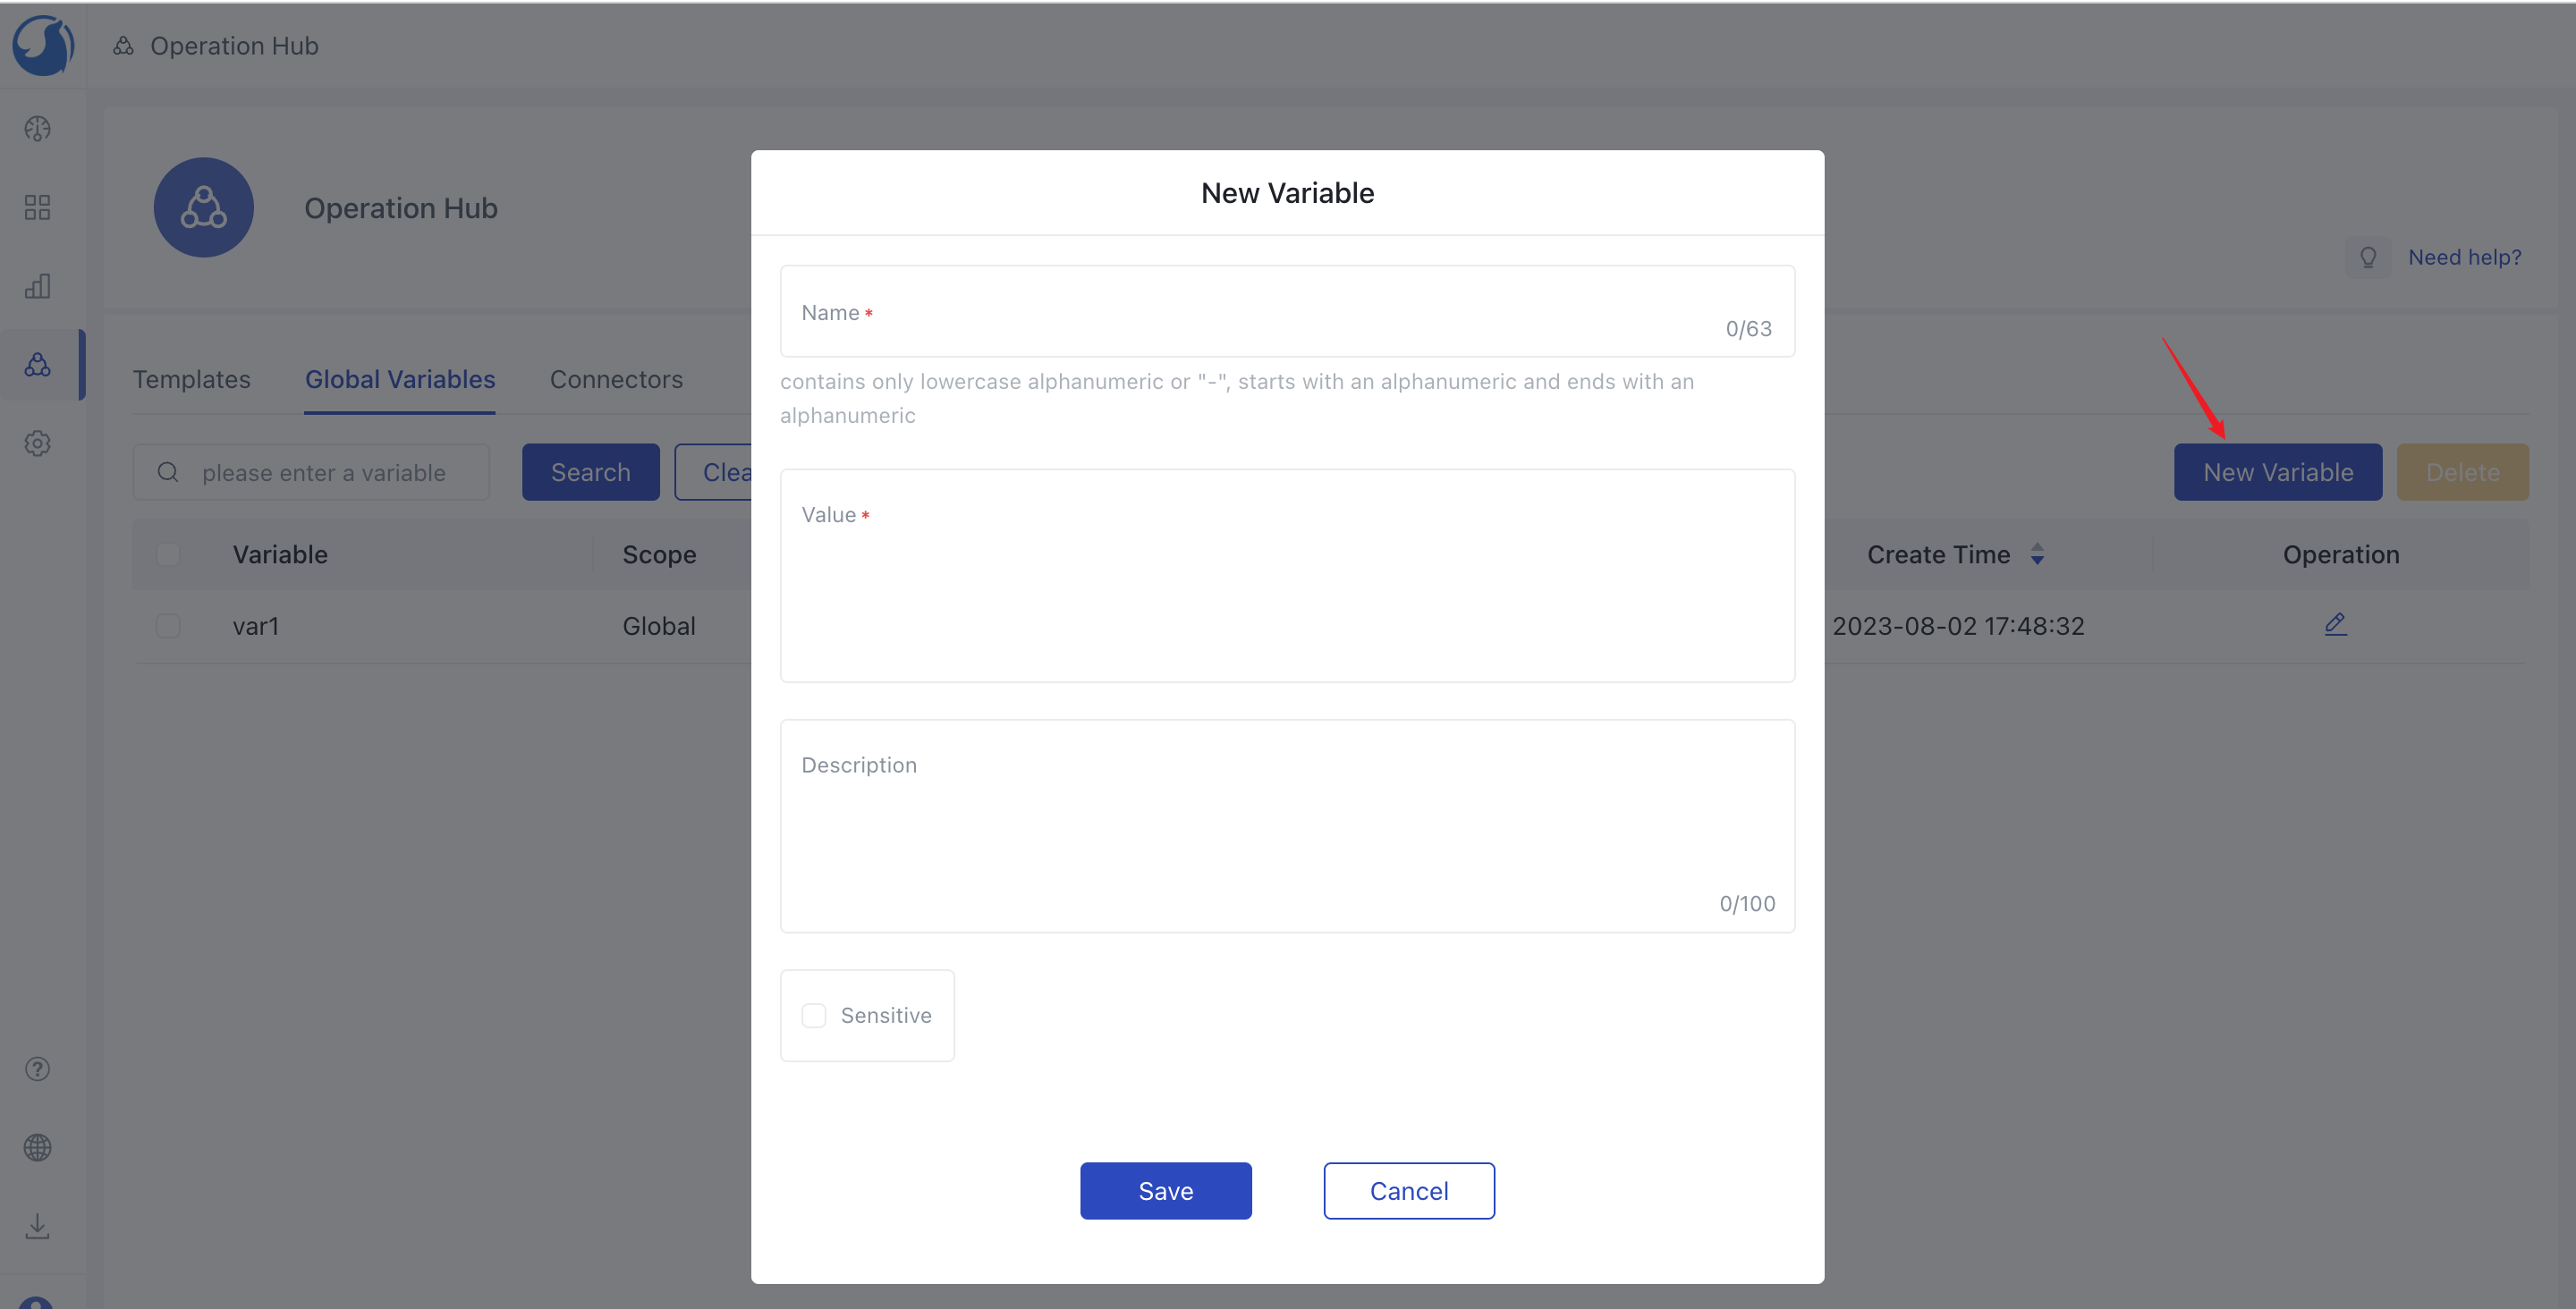 Operation Hub
Operation Hub
Need help?
Templates
Global Variables
Connectors
please enter a variable
Search
Clea
New Variable
Delete
Variable
Scope
Create Time
Operation
var1
Global
2023-08-02 17:48:32
New Variable
Name *
0/63
contains only lowercase alphanumeric or "-", starts with an alphanumeric and ends with an
alphanumeric
Value *
Description
0/100
Sensitive
Save
Cancel